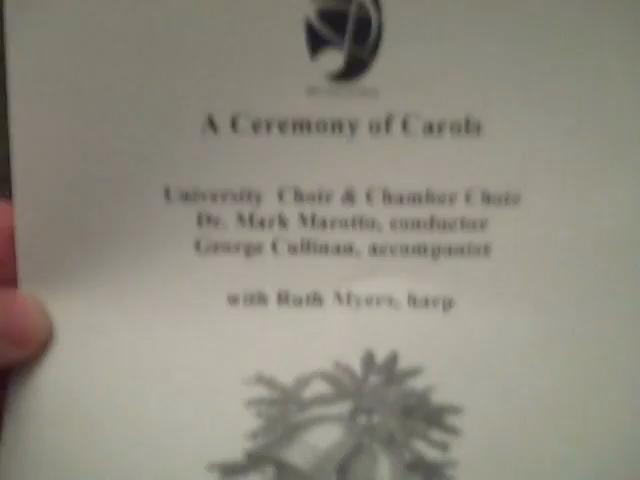 A Ceremony of Carols
University Choir & Chamber Choir
Dr. Mark Marotto, conductor
George Cullinan, accompanist
with Ruth Myers, harp